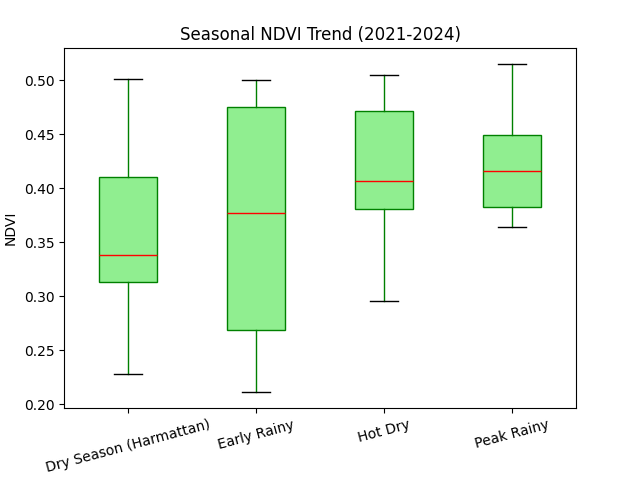 Seasonal NDVI Trend (2021-2024)
NDVI
0.50
0.45
0.40
0.35
0.30
0.25
0.20
Dry Season (Harmattan)
Early Rainy
Hot Dry
Peak Rainy